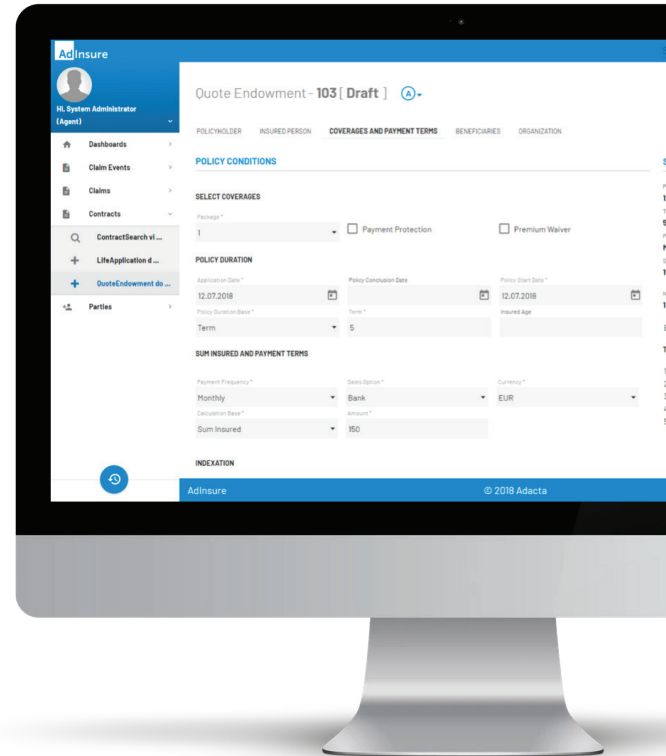 AdInsure
Hi, System Administrator
(Agent)
Dashboards
Claim Events
Claims
Contracts
ContractSearch vi ...
LifeApplication d ...
QuoteEndowment do ...
Parties
Quote Endowment - 103 [ Draft ] A
POLICYHOLDER INSURED PERSON COVERAGES AND PAYMENT TERMS BENEFICIARIES ORGANIZATION
POLICY CONDITIONS
SELECT COVERAGES
Package *
1 Payment Protection Premium Waiver
POLICY DURATION
Application Date * Policy Conclusion Date Policy Start Date *
12.07.2018 12.07.2018
Policy Duration Base * Term * Insured Age
Term 5
SUM INSURED AND PAYMENT TERMS
Payment Frequency * Sales Option * Currency *
Monthly Bank EUR
Calculation Base * Amount *
Sum Insured 150
INDEXATION
AdInsure © 2018 Adacta